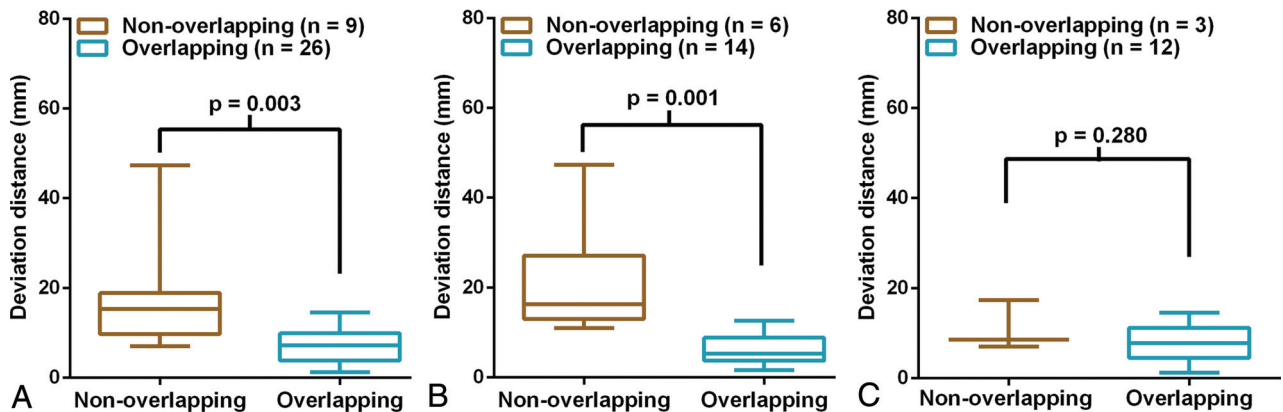 Non-overlapping (n = 9)
Overlapping (n = 26)
p = 0.003
Deviation distance (mm)
80
60
40
20
0
Non-overlapping
Overlapping
A
Non-overlapping (n = 6)
Overlapping (n = 14)
p = 0.001
Deviation distance (mm)
80
60
40
20
0
Non-overlapping
Overlapping
B
Non-overlapping (n = 3)
Overlapping (n = 12)
p = 0.280
Deviation distance (mm)
80
60
40
20
0
Non-overlapping
Overlapping
C